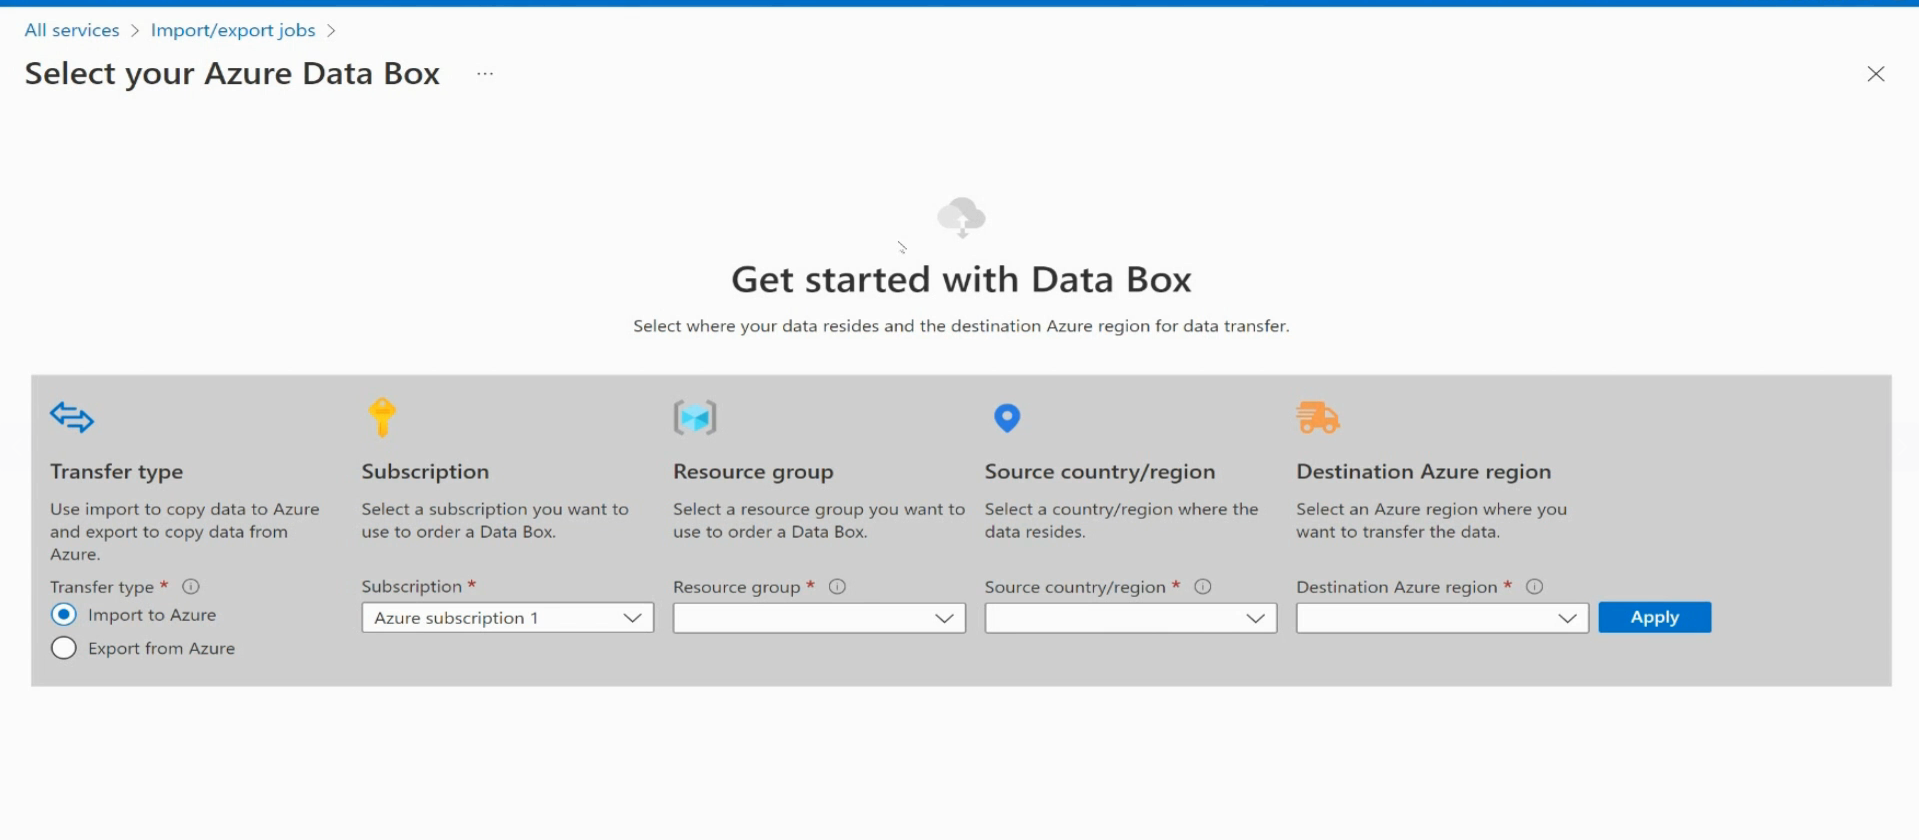 All services > Import/export jobs >
Select your Azure Data Box ...
Get started with Data Box
Select where your data resides and the destination Azure region for data transfer.
Transfer type
Use import to copy data to Azure
and export to copy data from
Azure.
Transfer type *
Import to Azure
Export from Azure
Subscription
Select a subscription you want to
use to order a Data Box.
Subscription *
Azure subscription 1
Resource group
Select a resource group you want to
use to order a Data Box.
Resource group *
Source country/region
Select a country/region where the
data resides.
Source country/region *
Destination Azure region
Select an Azure region where you
want to transfer the data.
Destination Azure region *
Apply